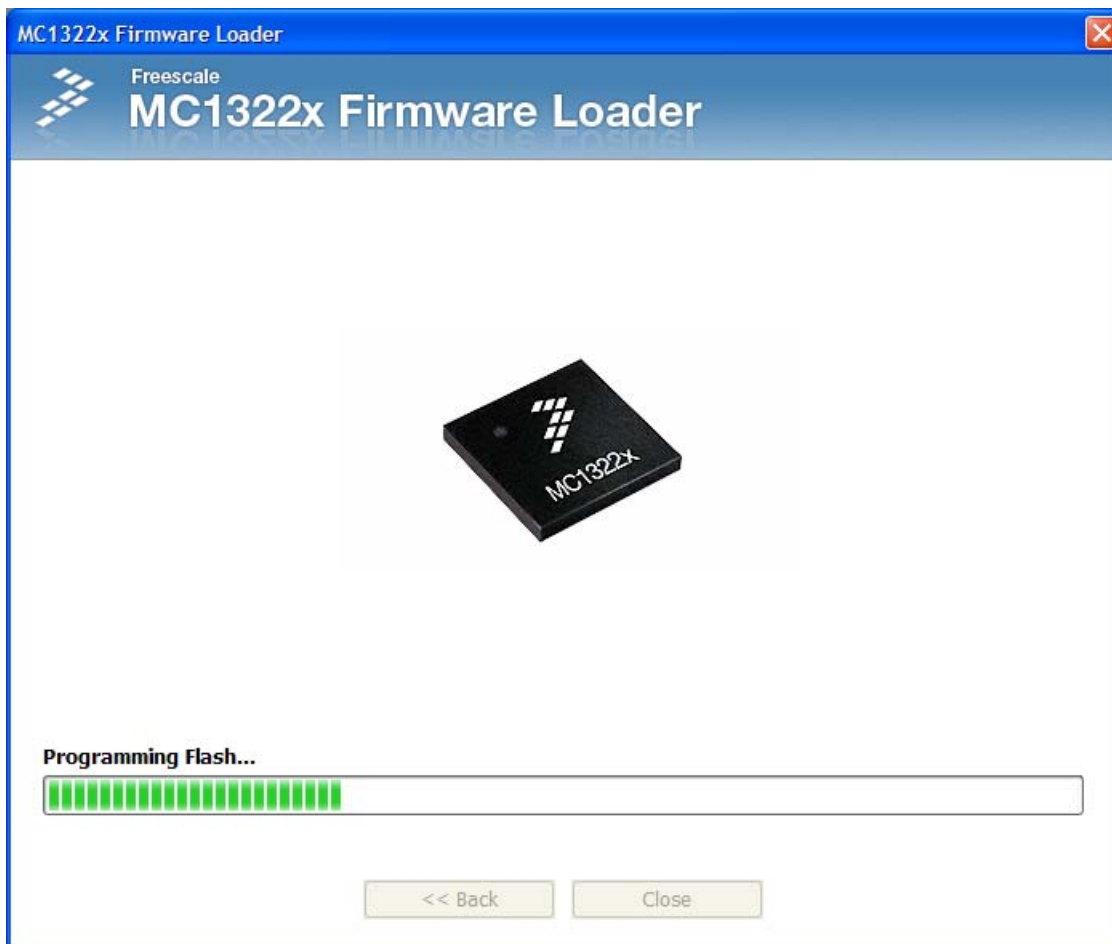 MC1322x Firmware Loader
Freescale
MC1322x Firmware Loader
MC1322x
Programming Flash...
<< Back
Close